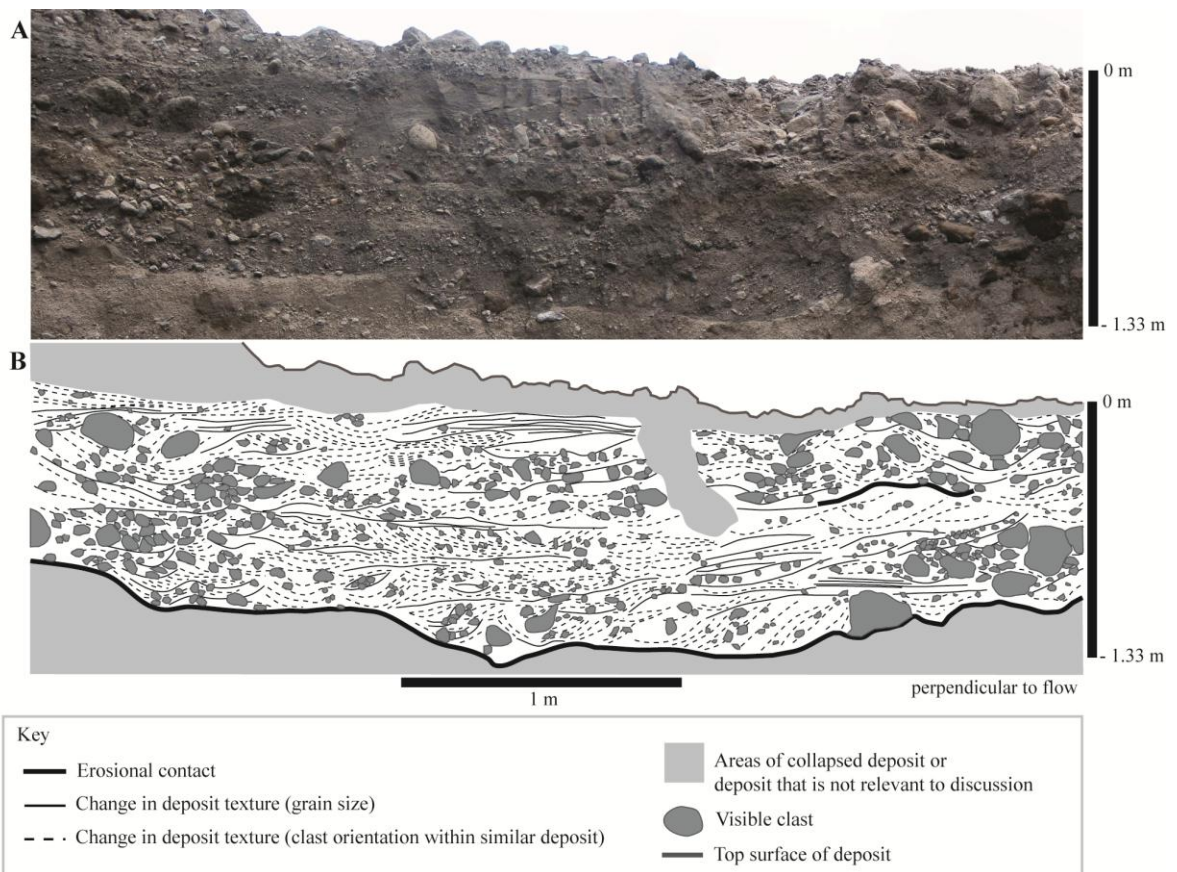 A
0 m
- 1.33 m
B
0 m
- 1.33 m
1 m
perpendicular to flow
Key
Erosional contact
Change in deposit texture (grain size)
Change in deposit texture (clast orientation within similar deposit)
Areas of collapsed deposit or
deposit that is not relevant to discussion
Visible clast
Top surface of deposit